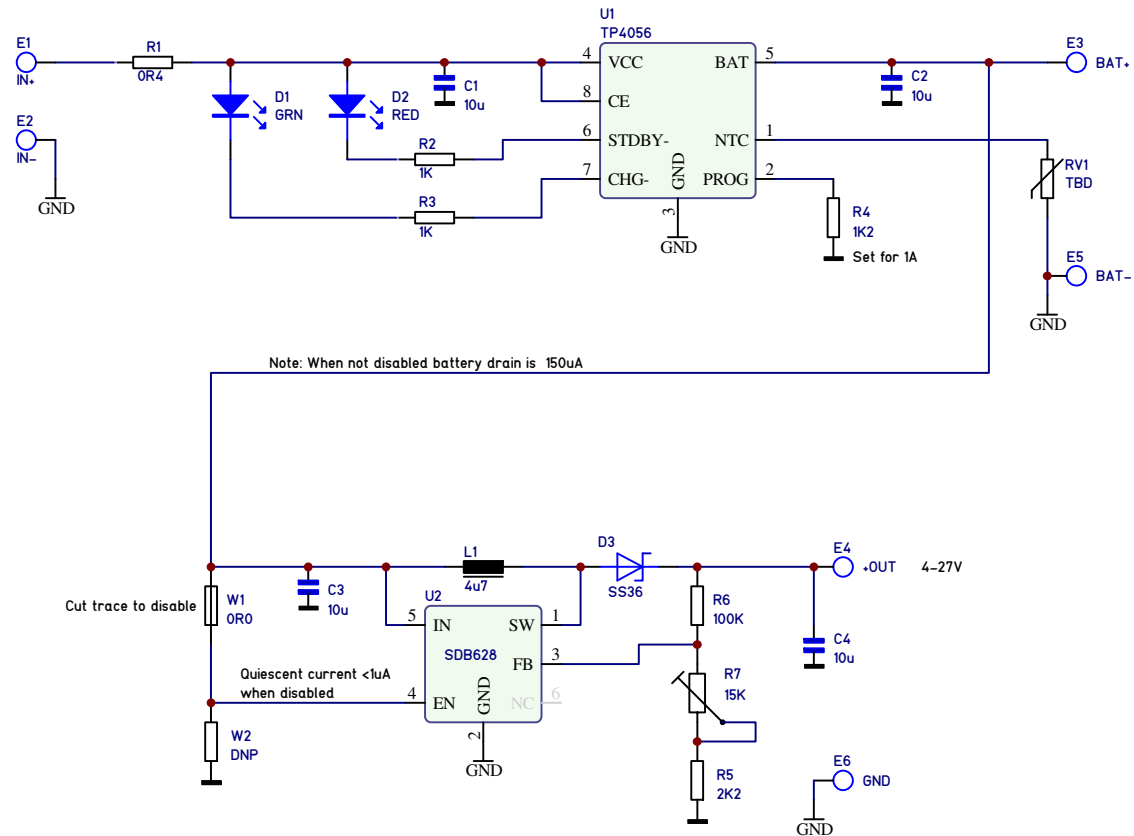 U1
TP4056
E1
IN+
R1
0R4
4
VCC
BAT
5
E3
BAT+
C1
10u
C2
10u
D1
GRN
D2
RED
8
CE
E2
IN-
6
STDBY-
NTC
1
R2
1K
7
CHG-
GND
PROG
2
RV1
TBD
GND
R3
1K
3
GND
R4
1K2
Set for 1A
E5
BAT-
GND
Note: When not disabled battery drain is 150uA
L1
4u7
D3
SS36
E4
+OUT
4-27V
Cut trace to disable
W1
0R0
C3
10u
U2
R6
100K
5
IN
SW
1
SDB628
C4
10u
FB
3
Quiescent current <1uA
when disabled
4
EN
GND
NC
6
R7
15K
W2
DNP
2
GND
R5
2K2
E6
GND
GND